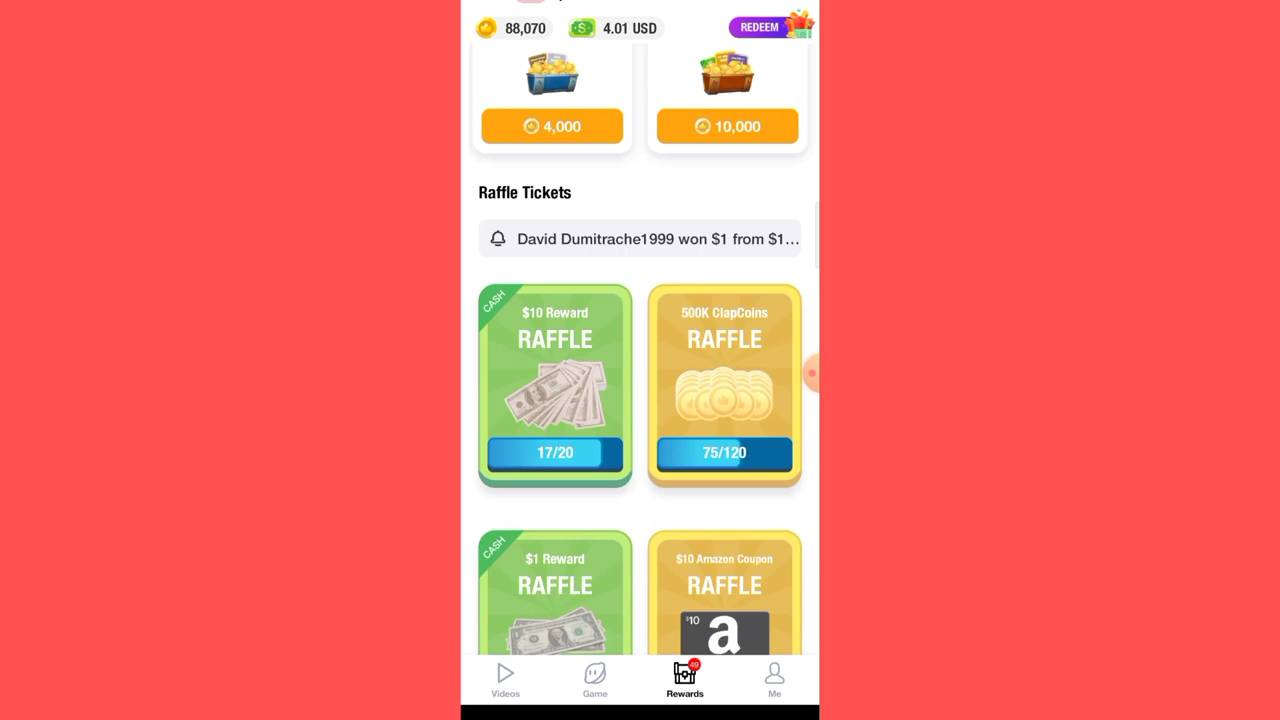 88,070
4.01 USD
REDEEM
4,000
10,000
Raffle Tickets
David Dumitrache1999 won $1 from $1...
CASH
$10 Reward
RAFFLE
17/20
500K ClapCoins
RAFFLE
75/120
CASH
$1 Reward
RAFFLE
$10 Amazon Coupon
RAFFLE
$10
a
49
Videos
Game
Rewards
Me